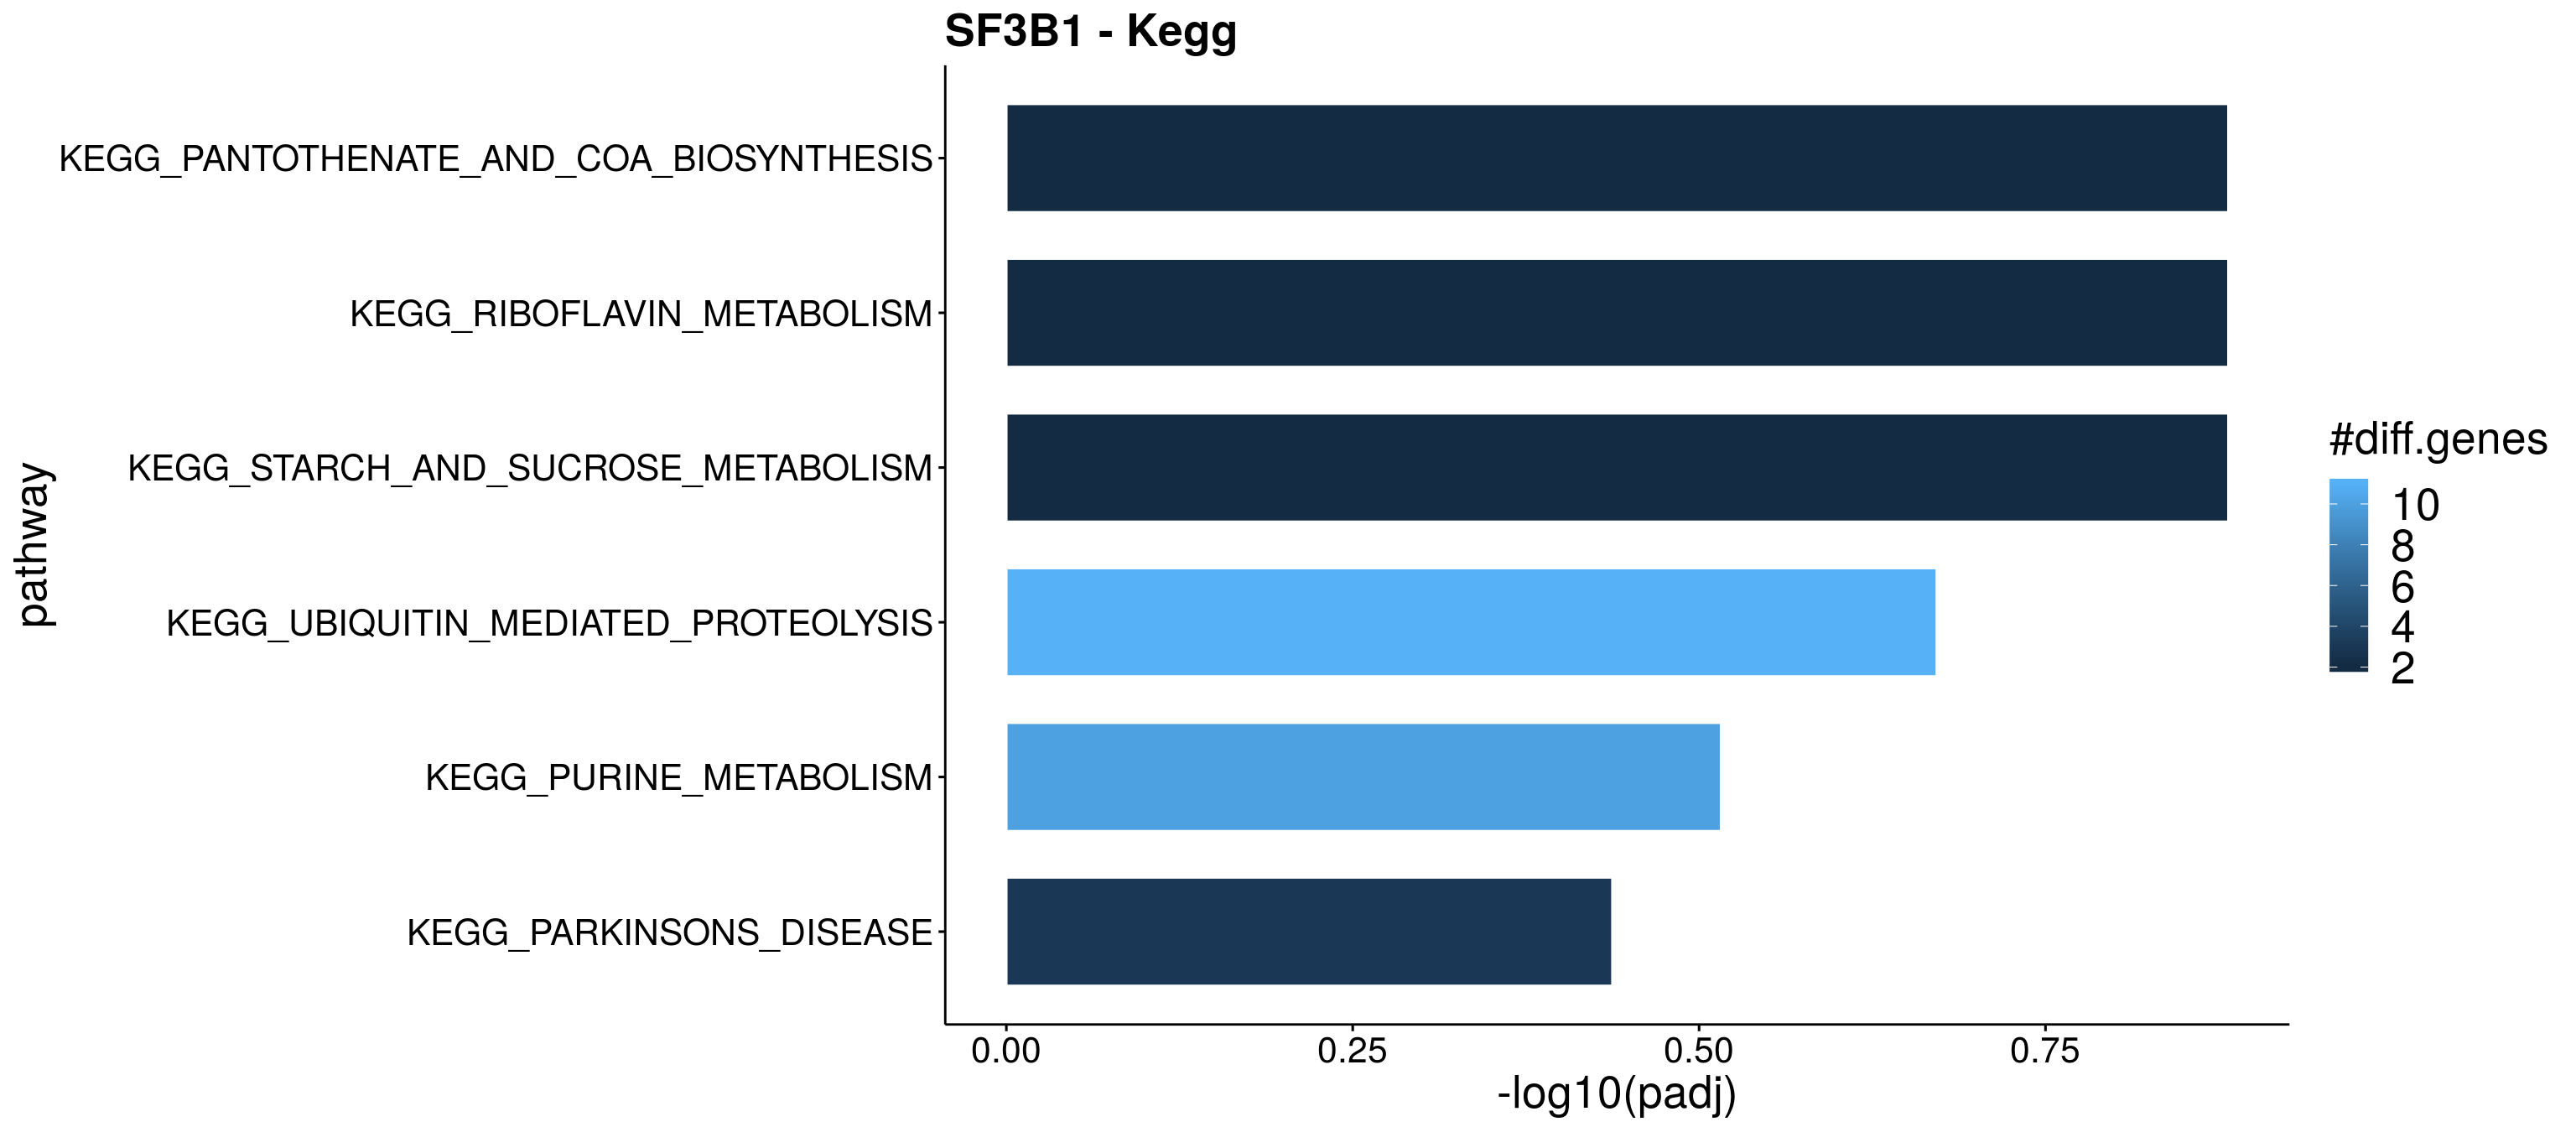 SF3B1 - Kegg
KEGG_PANTOTHENATE_AND_COA_BIOSYNTHESIS
KEGG_RIBOFLAVIN_METABOLISM
KEGG_STARCH_AND_SUCROSE_METABOLISM
KEGG_UBIQUITIN_MEDIATED_PROTEOLYSIS
KEGG_PURINE_METABOLISM
KEGG_PARKINSONS_DISEASE
pathway
0.00 0.25 0.50 0.75
-log10(padj)
#diff.genes
10
8
6
4
2